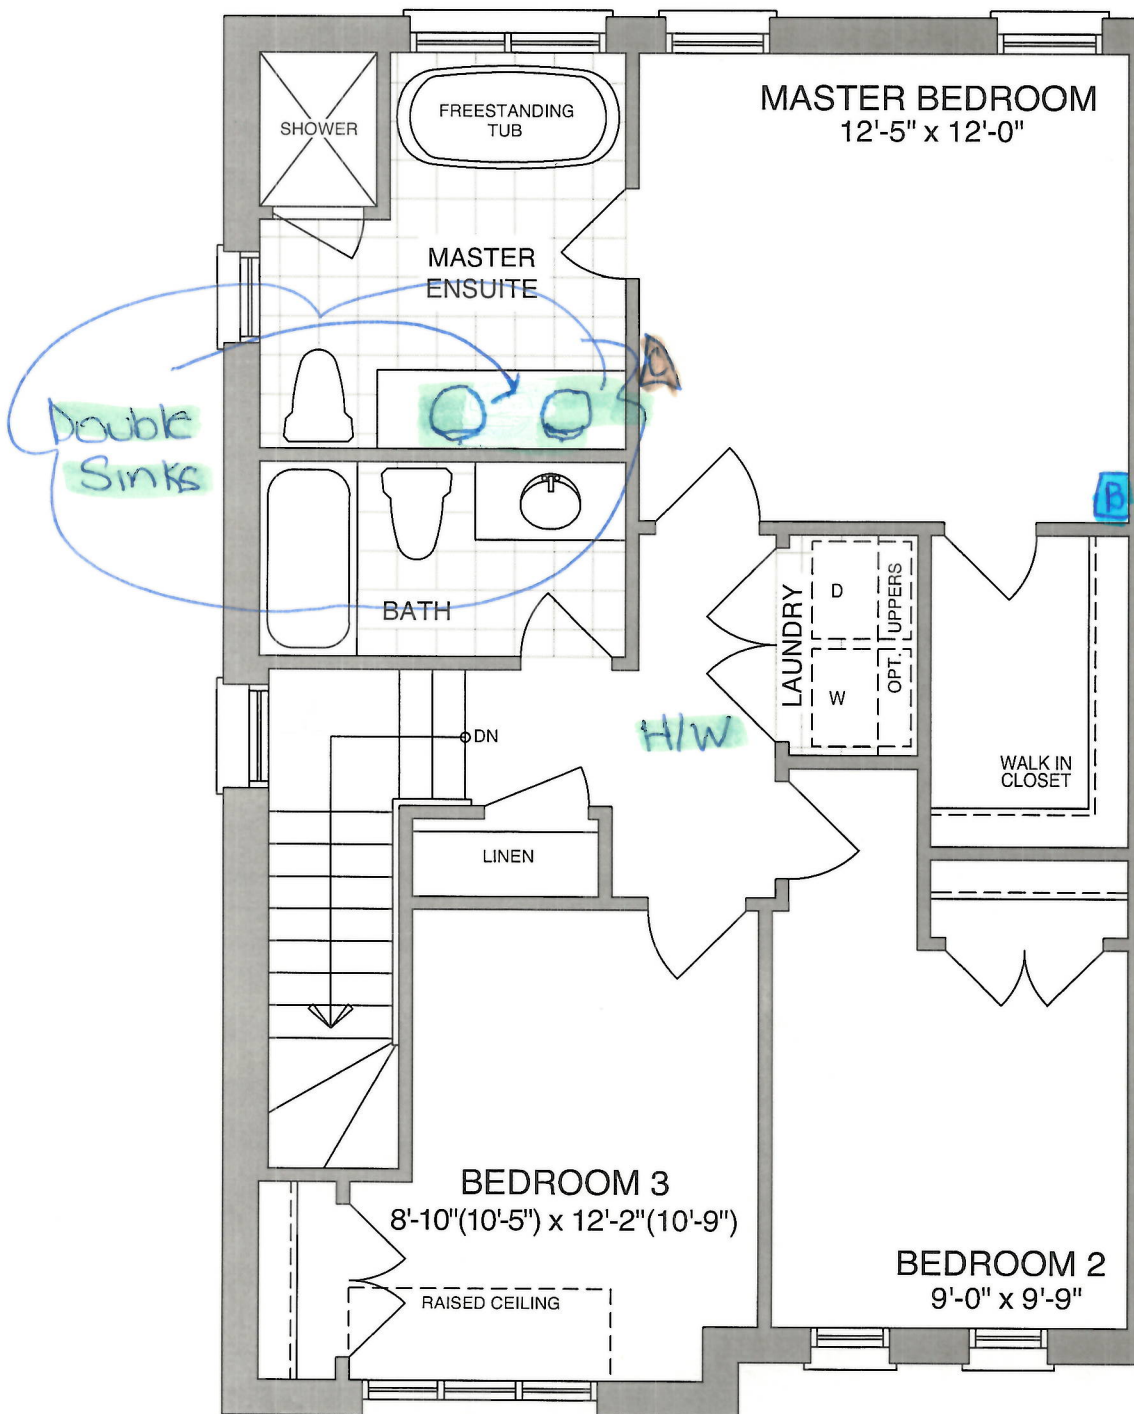 SHOWER
FREESTANDING
TUB
MASTER BEDROOM
12'-5" x 12'-0"
MASTER
ENSUITE
C
Double
Sinks
B
BATH
D
UPPERS
LAUNDRY
W
OPT.
H/W
DN
WALK IN
CLOSET
LINEN
BEDROOM 3
8'-10"(10'-5") x 12'-2"(10'-9")
BEDROOM 2
9'-0" x 9'-9"
RAISED CEILING